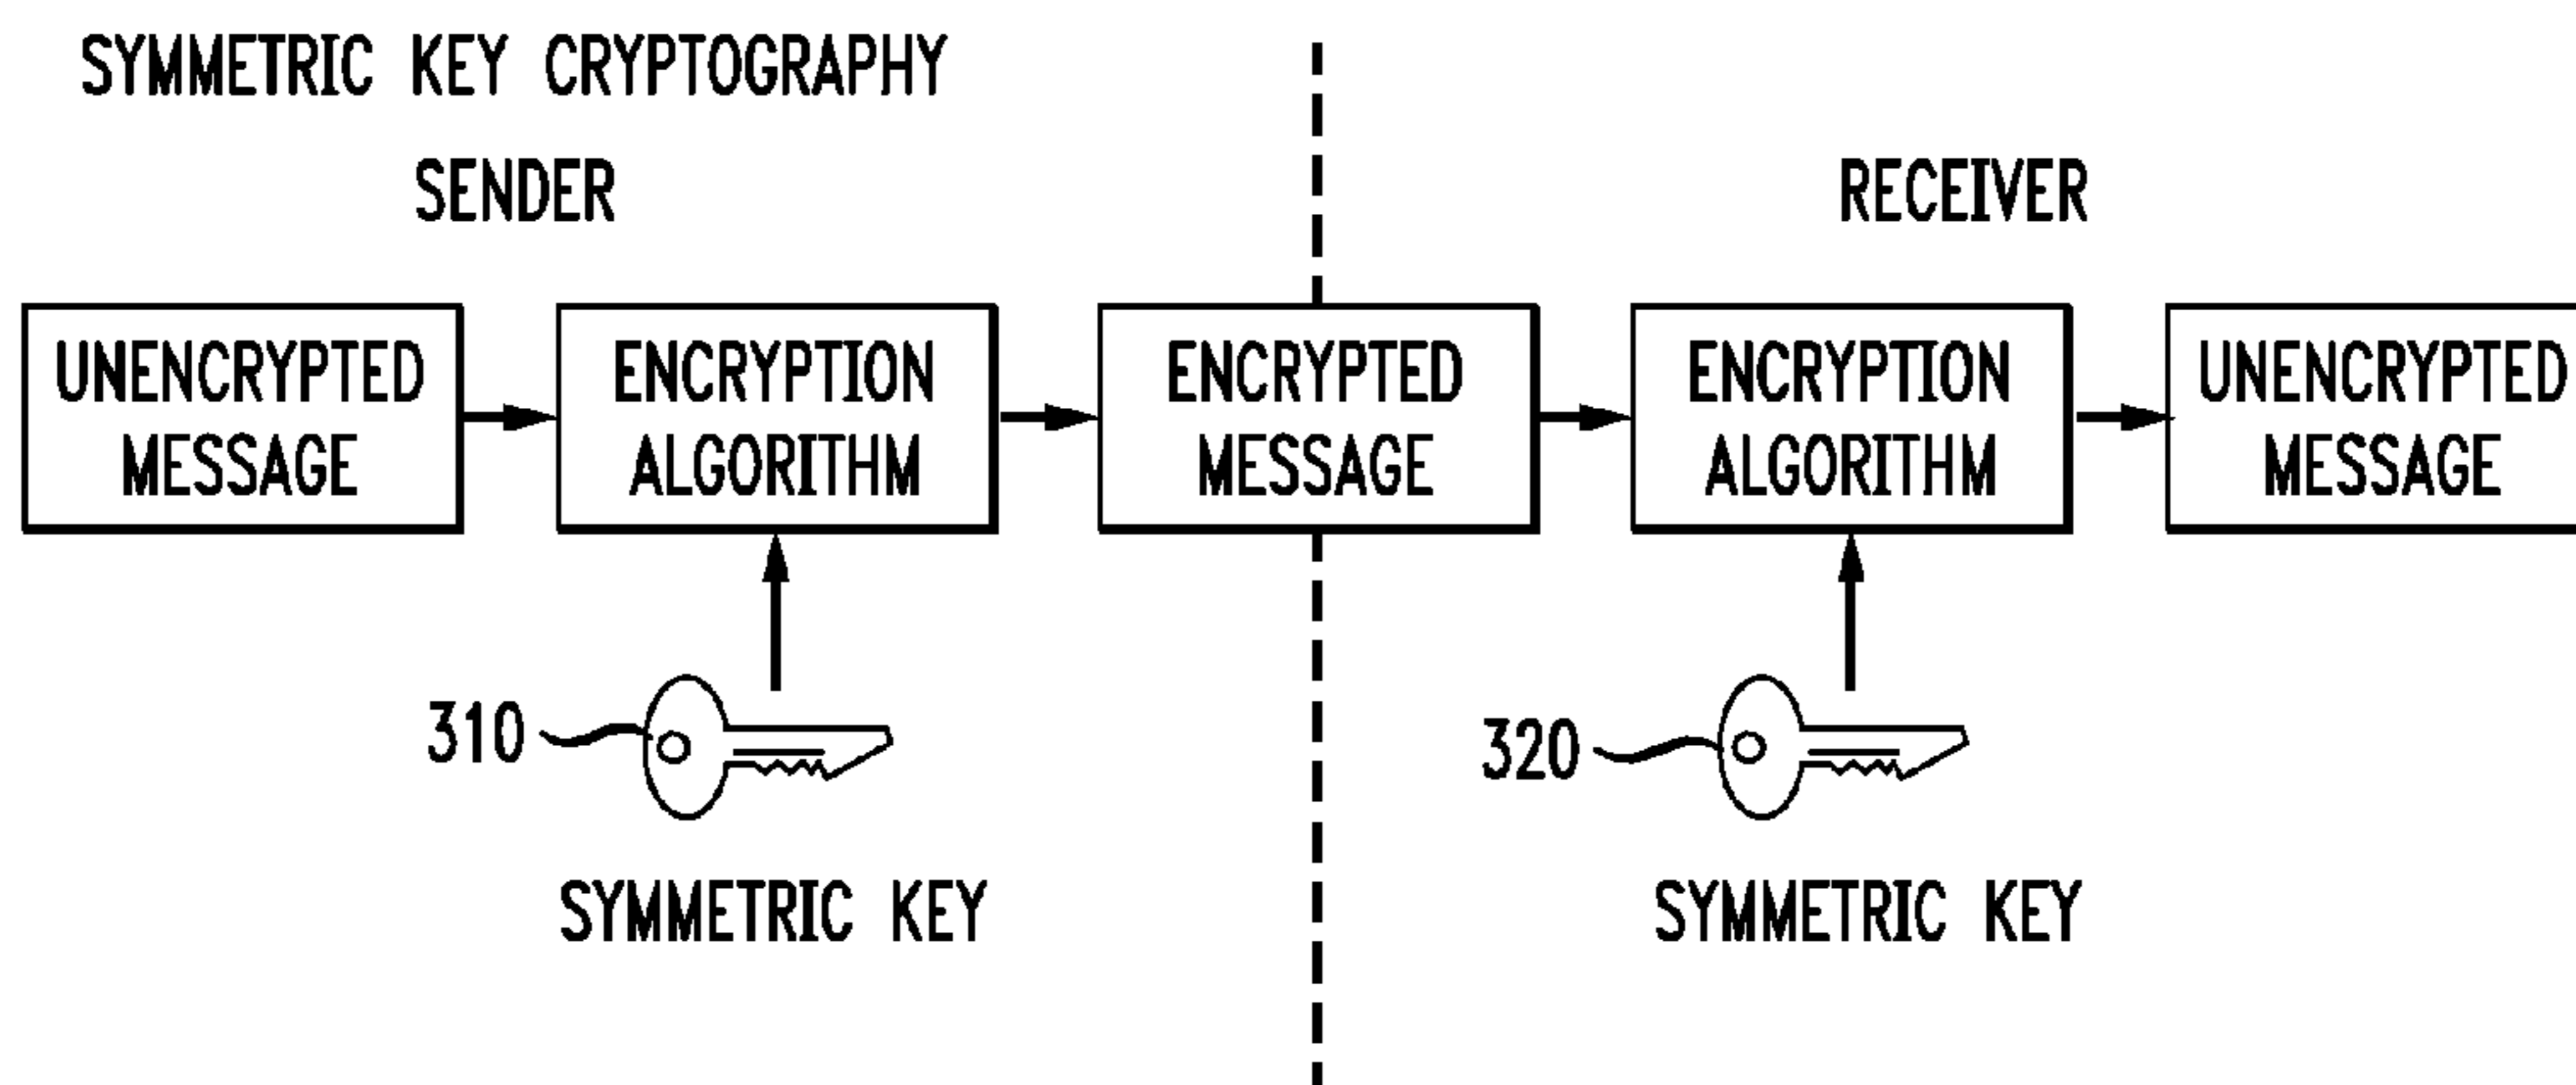 SYMMETRIC KEY CRYPTOGRAPHY
SENDER
RECEIVER
UNENCRYPTED
MESSAGE
ENCRYPTION
ALGORITHM
ENCRYPTED
MESSAGE
ENCRYPTION
ALGORITHM
UNENCRYPTED
MESSAGE
310
SYMMETRIC KEY
320
SYMMETRIC KEY